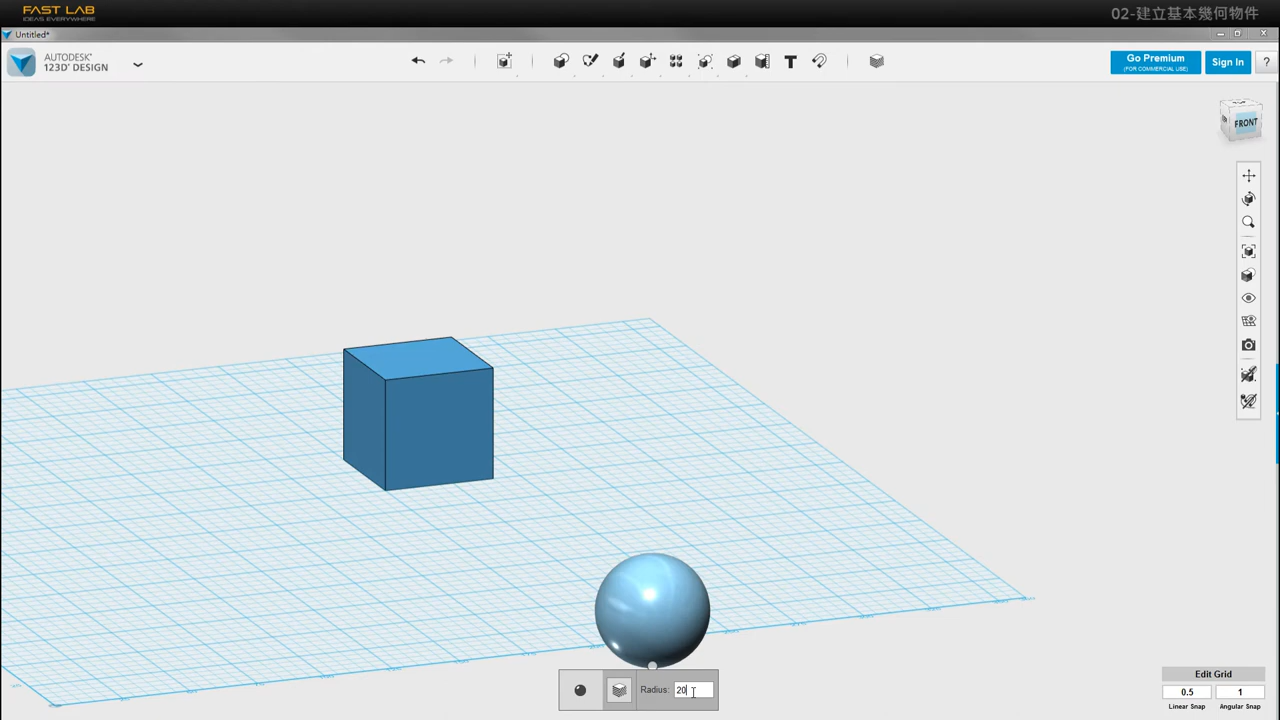 FAST LAB
IDEAS, EVERYWHERE
02-建立基本幾何物件
Untitled*
AUTODESK®
123D® DESIGN
Go Premium
(FOR COMMERCIAL USE)
Sign In
?
FRONT
Radius: 20
Edit Grid
0.5 1
Linear Snap Angular Snap